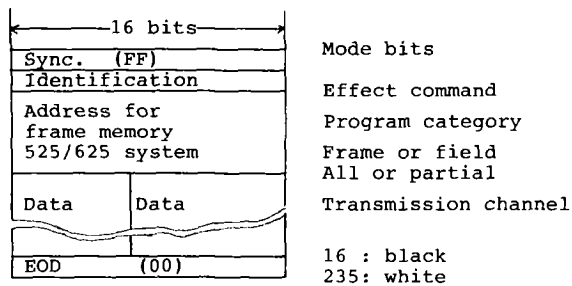 16 bits
Sync. (FF)
Identification
Address for
frame memory
525/625 system
Data Data
EOD (00)
Mode bits
Effect command
Program category
Frame or field
All or partial
Transmission channel
16 : black
235: white